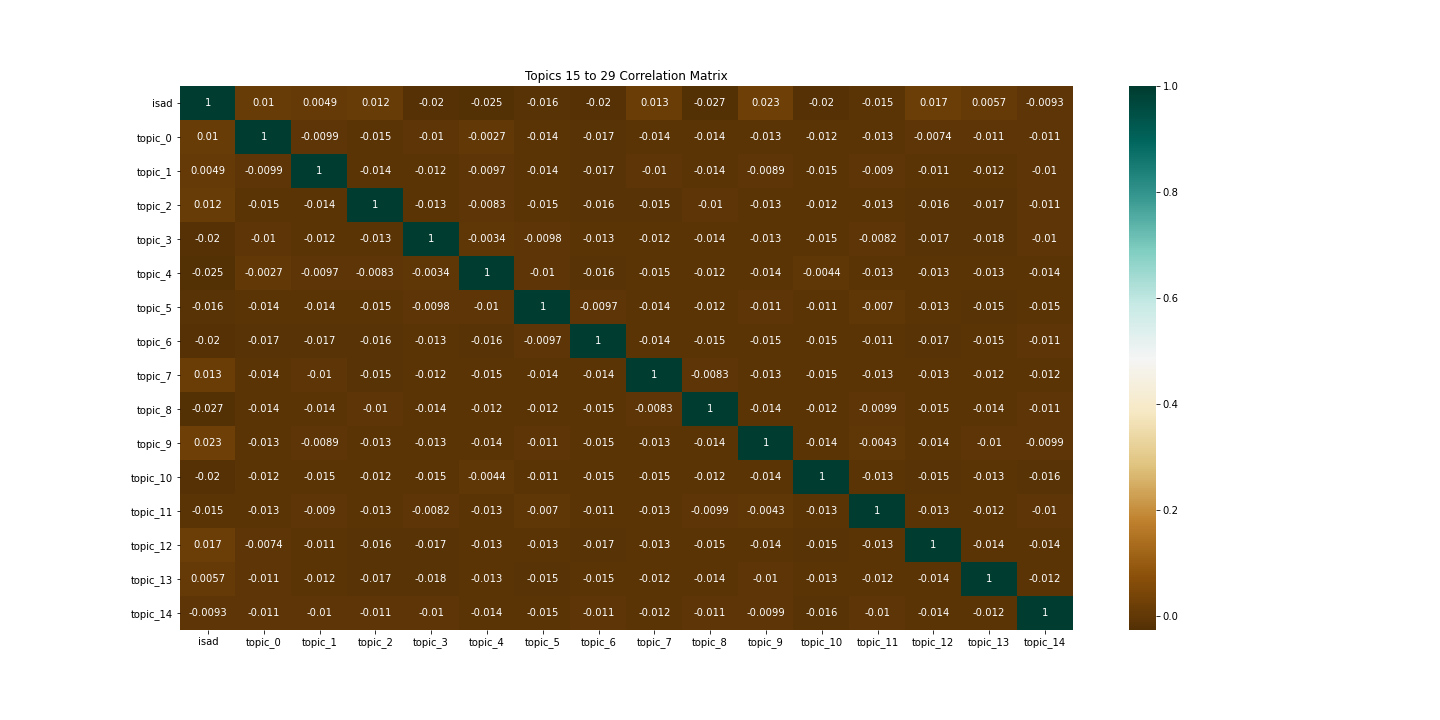 Topics 15 to 29 Correlation Matrix
isad 1 0.01 0.0049 0.012 -0.02 -0.025 -0.016 -0.02 0.013 -0.027 0.023 -0.02 -0.015 0.017 0.0057 -0.0093
topic_0 0.01 1 -0.0099 -0.015 -0.01 -0.0027 -0.014 -0.017 -0.014 -0.014 -0.013 -0.012 -0.013 -0.0074 -0.011 -0.011
topic_1 0.0049 -0.0099 1 -0.014 -0.012 -0.0097 -0.014 -0.017 -0.01 -0.014 -0.0089 -0.015 -0.009 -0.011 -0.012 -0.01
topic_2 0.012 -0.015 -0.014 1 -0.013 -0.0083 -0.015 -0.016 -0.015 -0.01 -0.013 -0.012 -0.013 -0.016 -0.017 -0.011
topic_3 -0.02 -0.01 -0.012 -0.013 1 -0.0034 -0.0098 -0.013 -0.012 -0.014 -0.013 -0.015 -0.0082 -0.017 -0.018 -0.01
topic_4 -0.025 -0.0027 -0.0097 -0.0083 -0.0034 1 -0.01 -0.016 -0.015 -0.012 -0.014 -0.0044 -0.013 -0.013 -0.013 -0.014
topic_5 -0.016 -0.014 -0.014 -0.015 -0.0098 -0.01 1 -0.0097 -0.014 -0.012 -0.011 -0.011 -0.007 -0.013 -0.015 -0.015
topic_6 -0.02 -0.017 -0.017 -0.016 -0.013 -0.016 -0.0097 1 -0.014 -0.015 -0.015 -0.015 -0.011 -0.017 -0.015 -0.011
topic_7 0.013 -0.014 -0.01 -0.015 -0.012 -0.015 -0.014 -0.014 1 -0.0083 -0.013 -0.015 -0.013 -0.013 -0.012 -0.012
topic_8 -0.027 -0.014 -0.014 -0.01 -0.014 -0.012 -0.012 -0.015 -0.0083 1 -0.014 -0.012 -0.0099 -0.015 -0.014 -0.011
topic_9 0.023 -0.013 -0.0089 -0.013 -0.013 -0.014 -0.011 -0.015 -0.013 -0.014 1 -0.014 -0.0043 -0.014 -0.01 -0.0099
topic_10 -0.02 -0.012 -0.015 -0.012 -0.015 -0.0044 -0.011 -0.015 -0.015 -0.012 -0.014 1 -0.013 -0.015 -0.013 -0.016
topic_11 -0.015 -0.013 -0.009 -0.013 -0.0082 -0.013 -0.007 -0.011 -0.013 -0.0099 -0.0043 -0.013 1 -0.013 -0.012 -0.01
topic_12 0.017 -0.0074 -0.011 -0.016 -0.017 -0.013 -0.013 -0.017 -0.013 -0.015 -0.014 -0.015 -0.013 1 -0.014 -0.014
topic_13 0.0057 -0.011 -0.012 -0.017 -0.018 -0.013 -0.015 -0.015 -0.012 -0.014 -0.01 -0.013 -0.012 -0.014 1 -0.012
topic_14 -0.0093 -0.011 -0.01 -0.011 -0.01 -0.014 -0.015 -0.011 -0.012 -0.011 -0.0099 -0.016 -0.01 -0.014 -0.012 1
isad topic_0 topic_1 topic_2 topic_3 topic_4 topic_5 topic_6 topic_7 topic_8 topic_9 topic_10 topic_11 topic_12 topic_13 topic_14
1.0
0.8
0.6
0.4
0.2
0.0